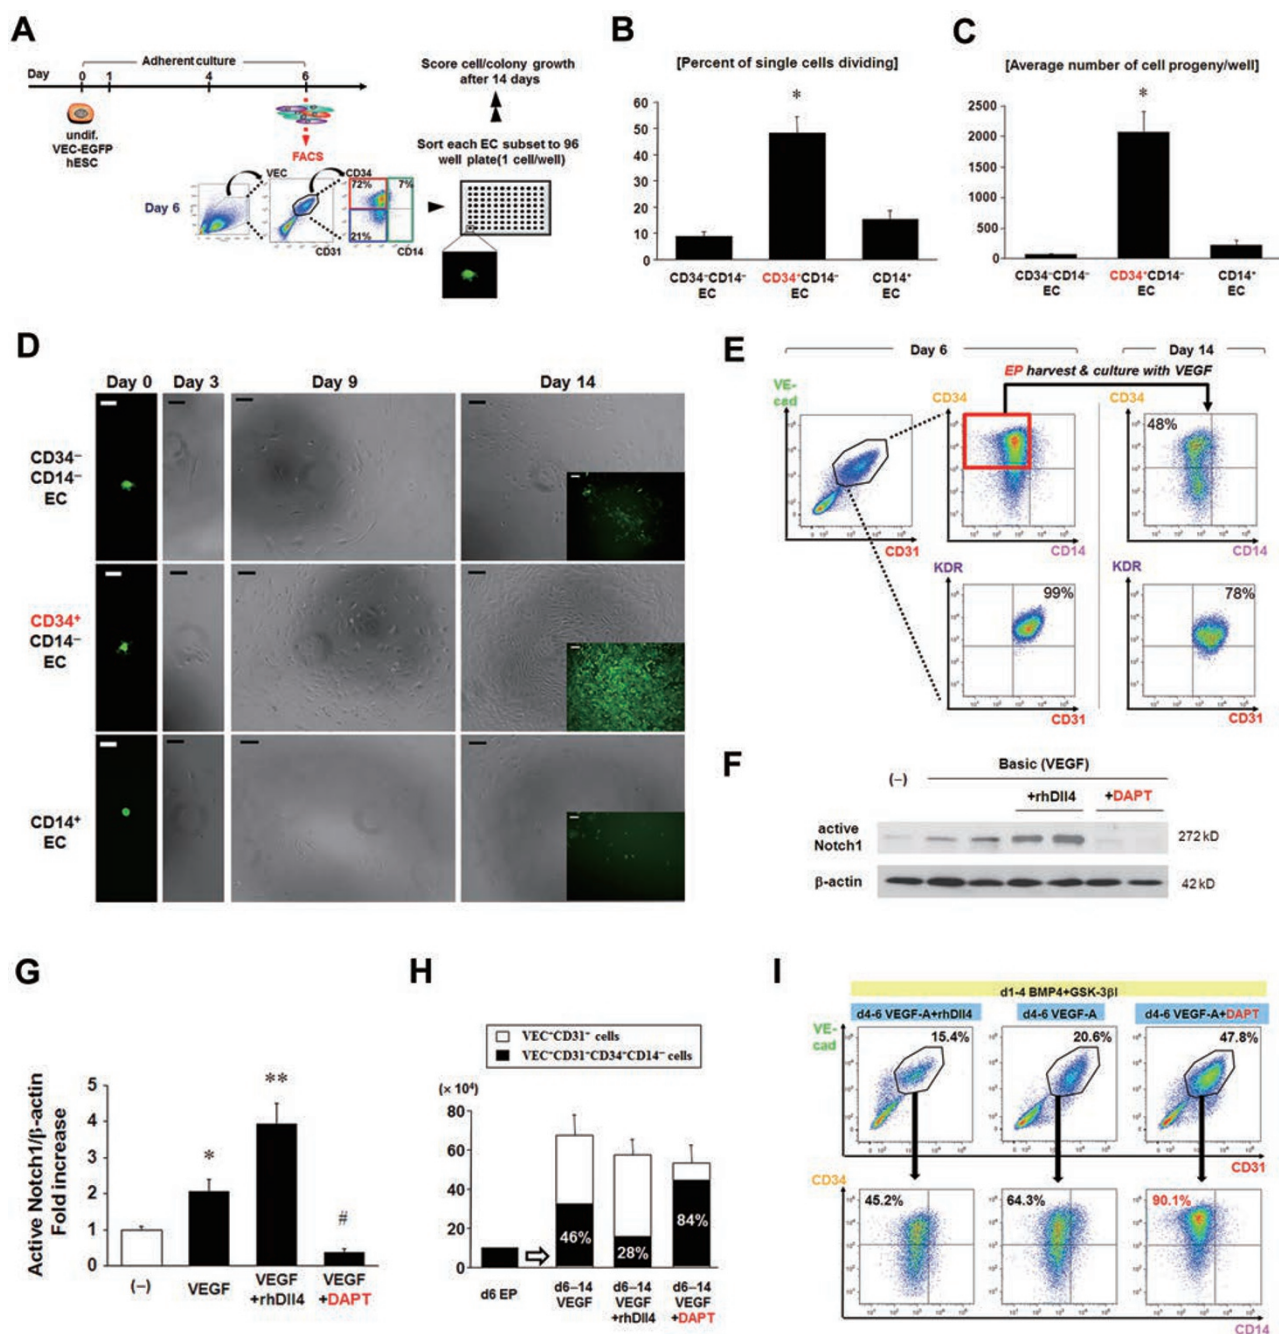 A
Adherent culture
Day
0
1
4
6
undif.
VEC-EGFP
hESC
FACS
Day 6
VEC
CD31
CD34
72%
7%
21%
CD14
Score cell/colony growth
after 14 days
Sort each EC subset to 96
well plate(1 cell/well)
B
[Percent of single cells dividing]
60
50
40
30
20
10
0
*
CD34⁻CD14⁻
EC
CD34⁺CD14⁻
EC
CD14⁺
EC
C
[Average number of cell progeny/well]
2500
2000
1500
1000
500
0
*
CD34⁻CD14⁻
EC
CD34⁺CD14⁻
EC
CD14⁺
EC
D
Day 0
Day 3
Day 9
Day 14
CD34⁻
CD14⁻
EC
CD34⁺
CD14⁻
EC
CD14⁺
EC
E
Day 6
Day 14
EP harvest & culture with VEGF
VE-
cad
CD31
CD34
CD14
CD34
48%
CD14
KDR
99%
CD31
KDR
78%
CD31
F
Basic (VEGF)
(−)
+rhDll4
+DAPT
active
Notch1
272 kD
β-actin
42 kD
G
Active Notch1/β-actin
Fold increase
5
4
3
2
1
0
*
**
#
(−)
VEGF
VEGF
+rhDll4
VEGF
+DAPT
H
VEC⁺CD31⁺ cells
VEC⁺CD31⁺CD34⁺CD14⁻ cells
(× 10⁴)
80
60
40
20
0
46%
28%
84%
d6 EP
d6−14
VEGF
d6−14
VEGF
+rhDll4
d6−14
VEGF
+DAPT
I
d1-4 BMP4+GSK-3βI
d4-6 VEGF-A+rhDll4
d4-6 VEGF-A
d4-6 VEGF-A+DAPT
VE-
cad
15.4%
20.6%
47.8%
CD31
CD34
45.2%
64.3%
90.1%
CD14